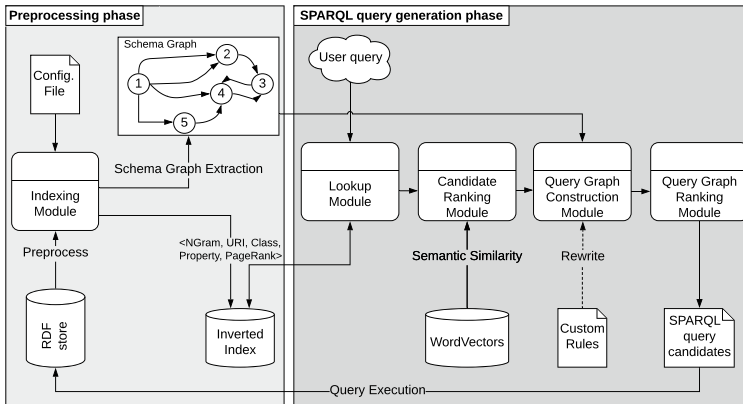 Preprocessing phase
SPARQL query generation phase
Schema Graph
Config.
File
1
2
3
4
5
User query
Schema Graph Extraction
Indexing
Module
Lookup
Module
Candidate
Ranking
Module
Query Graph
Construction
Module
Query Graph
Ranking
Module
<NGram, URI, Class,
Property, PageRank>
Preprocess
Semantic Similarity
Rewrite
RDF
store
Inverted
Index
WordVectors
Custom
Rules
SPARQL
query
candidates
Query Execution